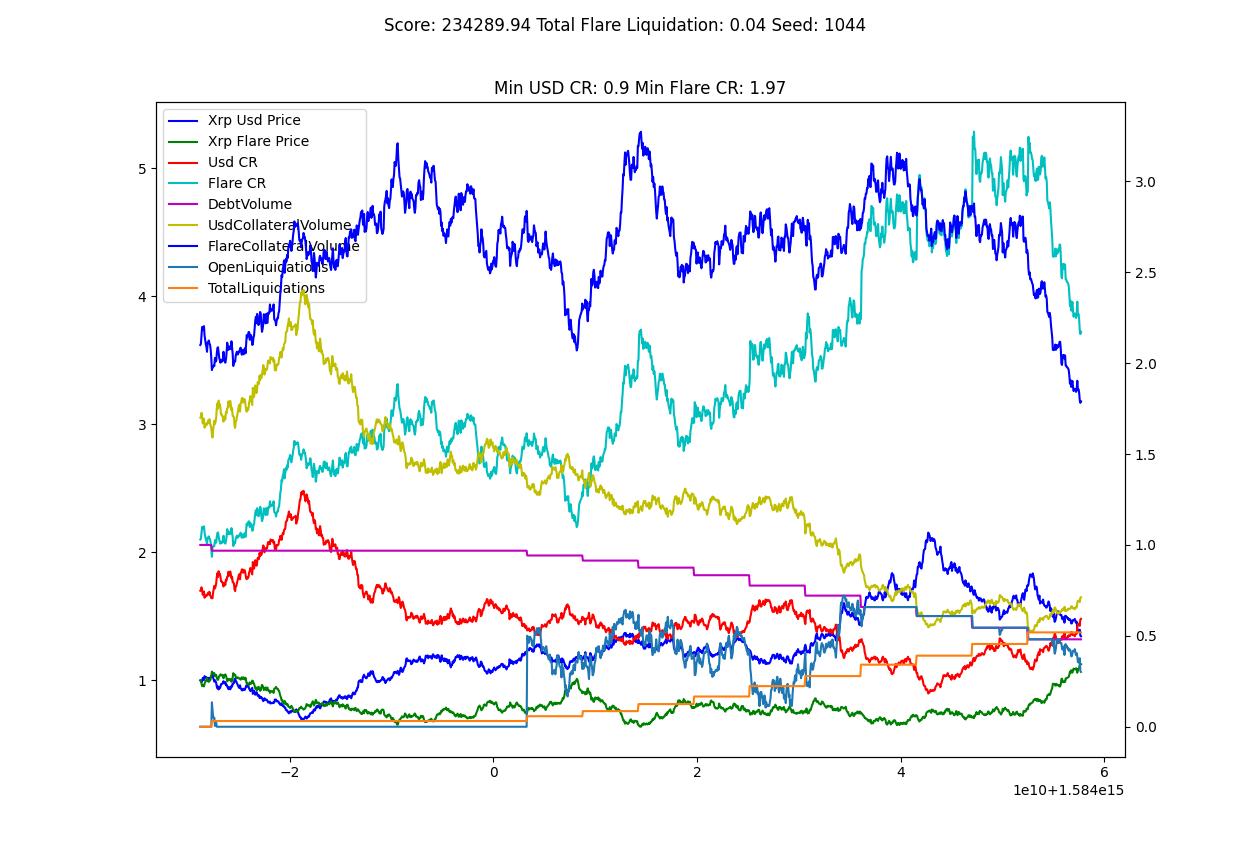 Score: 234289.94 Total Flare Liquidation: 0.04 Seed: 1044
Min USD CR: 0.9 Min Flare CR: 1.97
Xrp Usd Price
Xrp Flare Price
Usd CR
Flare CR
DebtVolume
UsdCollateralVolume
FlareCollateralVolume
OpenLiquidations
TotalLiquidations
5
4
3
2
1
3.0
2.5
2.0
1.5
1.0
0.5
0.0
−2 0 2 4 6
1e10+1.584e15